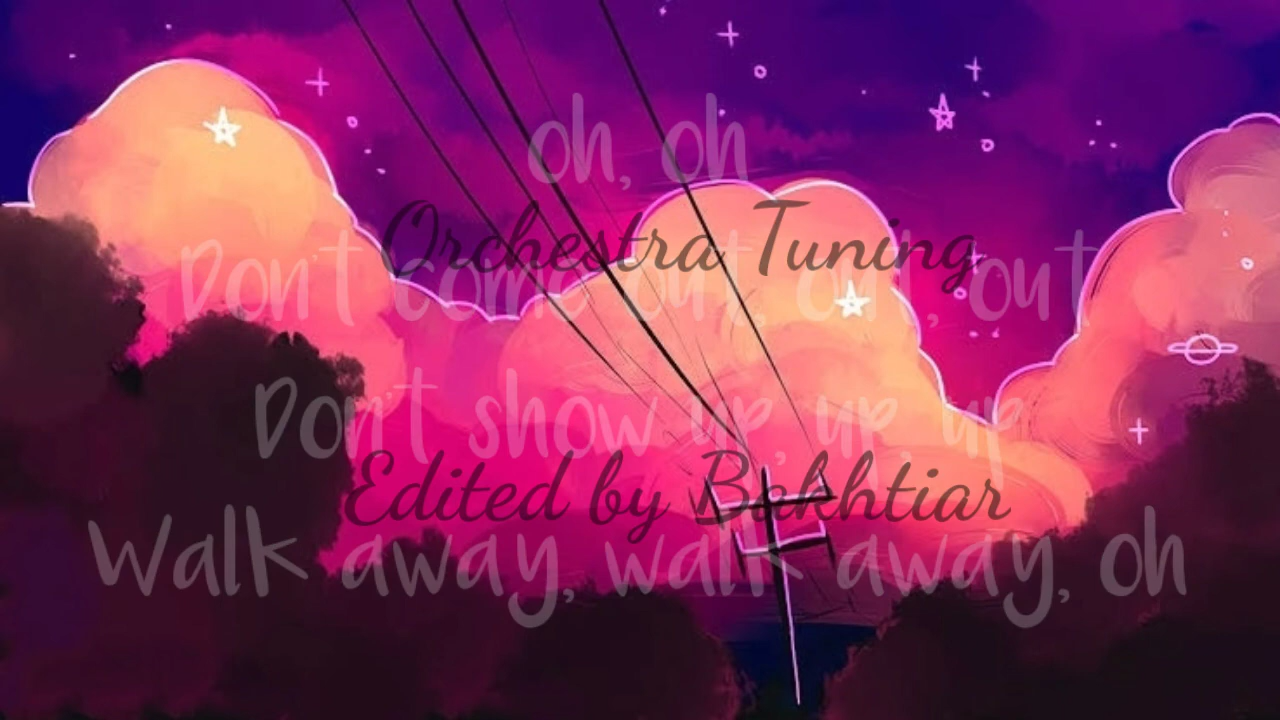 oh, oh
Orchestra Tuning
Don't come out, out, out
Don't show up, up, up
Edited by Bakhtiar
Walk away, walk away, oh